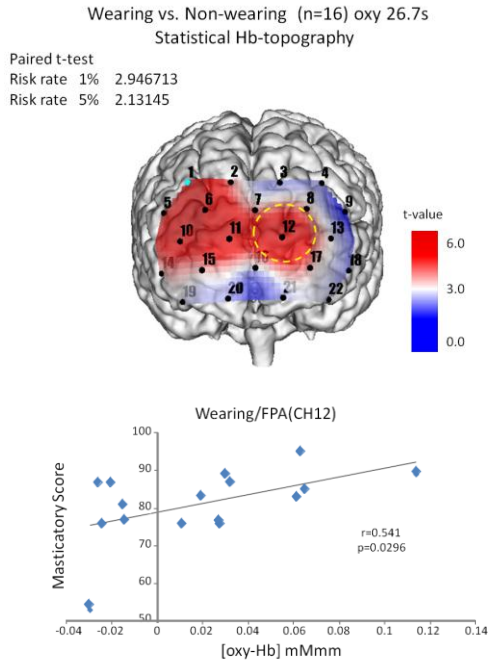 Wearing vs. Non-wearing (n=16) oxy 26.7s
Statistical Hb-topography
Paired t-test
Risk rate 1% 2.946713
Risk rate 5% 2.13145
1 2 3 4
5 6 7 8 9
10 11 12 13
14 15 16 17 18
19 20 21 22
t-value
6.0
3.0
0.0
Wearing/FPA(CH12)
Masticatory Score
100
90
80
70
60
50
r=0.541
p=0.0296
-0.04 -0.02 0 0.02 0.04 0.06 0.08 0.1 0.12 0.14
[oxy-Hb] mMmm